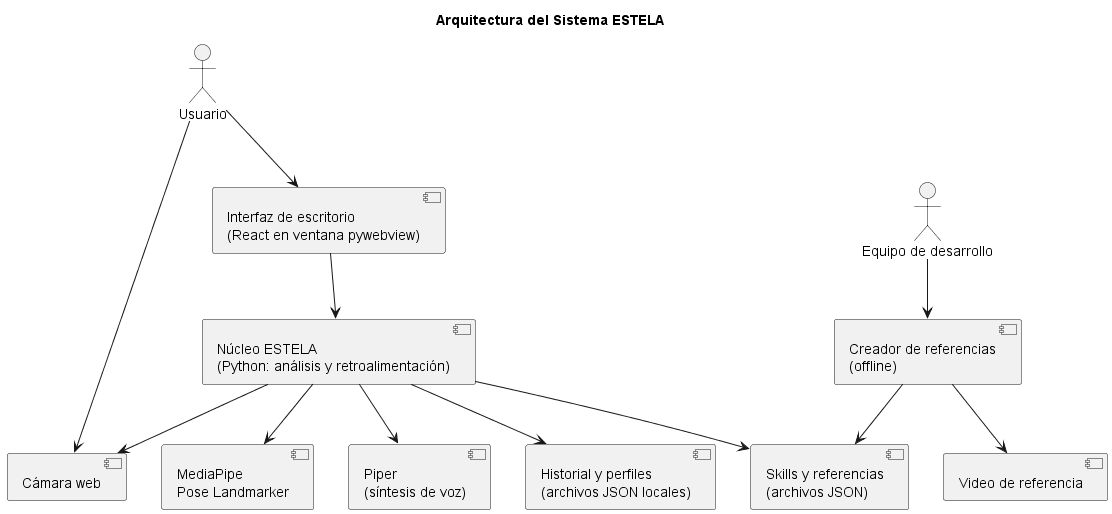 Arquitectura del Sistema ESTELA
Usuario
Interfaz de escritorio
(React en ventana pywebview)
Equipo de desarrollo
Núcleo ESTELA
(Python: análisis y retroalimentación)
Creador de referencias
(offline)
Cámara web
MediaPipe
Pose Landmarker
Piper
(síntesis de voz)
Historial y perfiles
(archivos JSON locales)
Skills y referencias
(archivos JSON)
Video de referencia